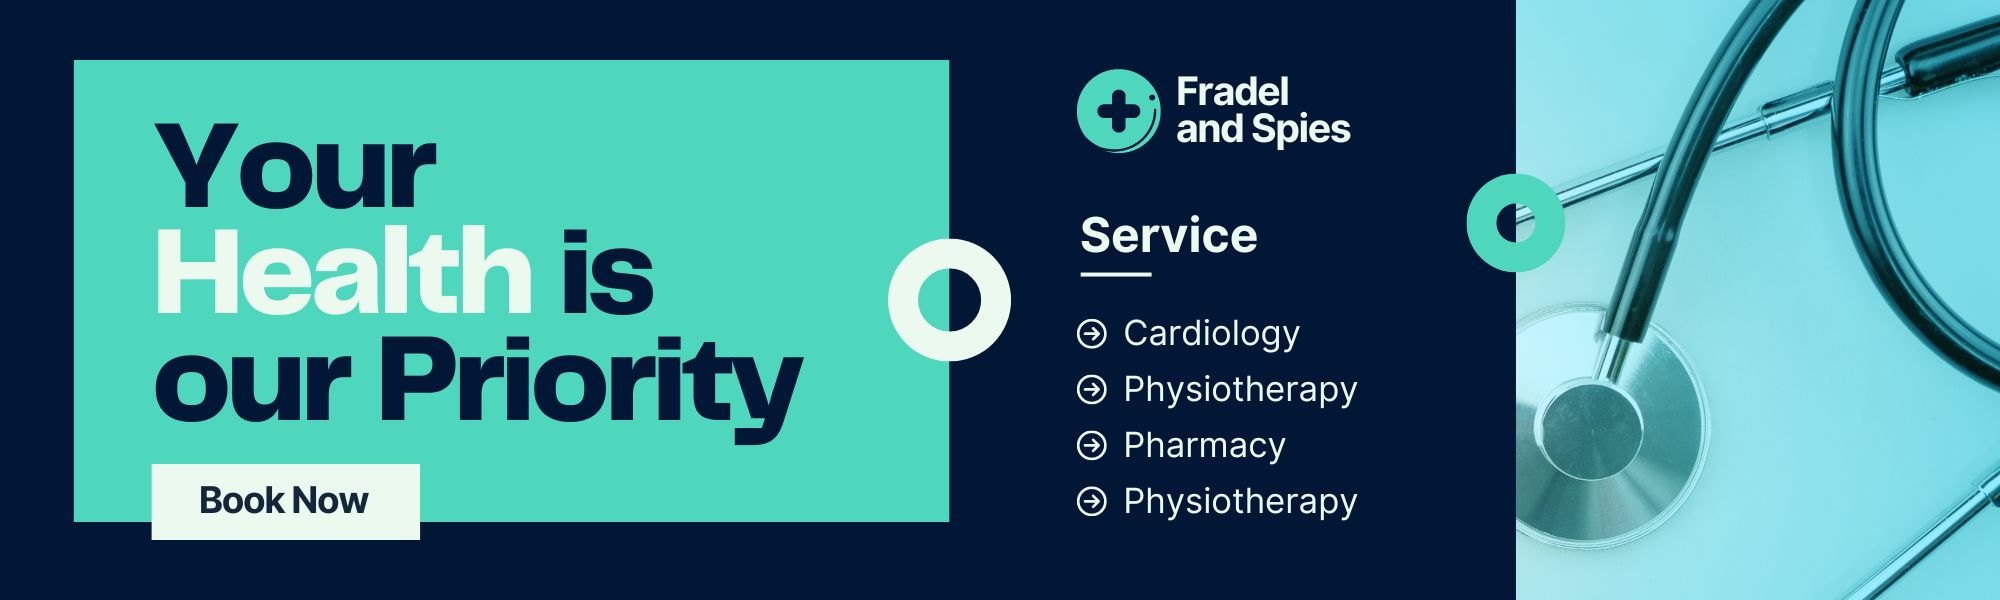 Your
Health is
our Priority
Book Now
Fradel
and Spies
Service
Cardiology
Physiotherapy
Pharmacy
Physiotherapy